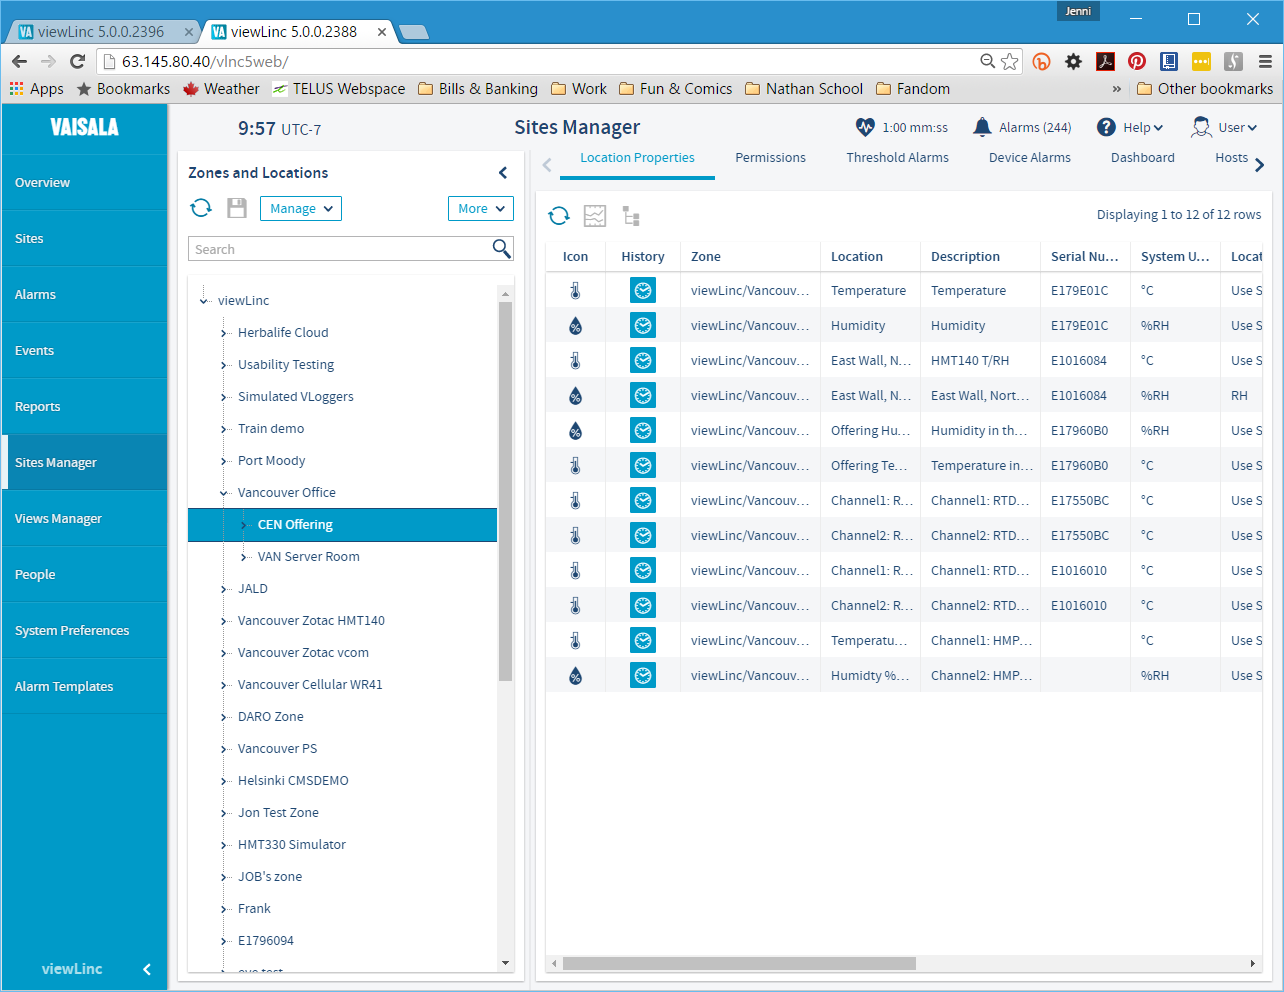 Jenni
VA viewLinc 5.0.0.2396
VA viewLinc 5.0.0.2388
63.145.80.40/vlnc5web/
Apps Bookmarks Weather TELUS Webspace Bills & Banking Work Fun & Comics Nathan School Fandom » Other bookmarks
VAISALA
Overview
Sites
Alarms
Events
Reports
Sites Manager
Views Manager
People
System Preferences
Alarm Templates
viewLinc
9:57 UTC-7
Sites Manager
1:00 mm:ss
Alarms (244)
Help
User
Zones and Locations
Manage
More
Search
viewLinc
Herbalife Cloud
Usability Testing
Simulated VLoggers
Train demo
Port Moody
Vancouver Office
CEN Offering
VAN Server Room
JALD
Vancouver Zotac HMT140
Vancouver Zotac vcom
Vancouver Cellular WR41
DARO Zone
Vancouver PS
Helsinki CMSDEMO
Jon Test Zone
HMT330 Simulator
JOB's zone
Frank
E1796094
Location Properties Permissions Threshold Alarms Device Alarms Dashboard Hosts
Displaying 1 to 12 of 12 rows
Icon History Zone Location Description Serial Nu... System U... Locat
viewLinc/Vancouv... Temperature Temperature E179E01C °C Use S
% viewLinc/Vancouv... Humidity Humidity E179E01C %RH Use S
viewLinc/Vancouv... East Wall, N... HMT140 T/RH E1016084 °C Use S
% viewLinc/Vancouv... East Wall, N... East Wall, Nort... E1016084 %RH RH
% viewLinc/Vancouv... Offering Hu... Humidity in th... E17960B0 %RH Use S
viewLinc/Vancouv... Offering Te... Temperature in... E17960B0 °C Use S
viewLinc/Vancouv... Channel1: R... Channel1: RTD... E17550BC °C Use S
viewLinc/Vancouv... Channel2: R... Channel2: RTD... E17550BC °C Use S
viewLinc/Vancouv... Channel1: R... Channel1: RTD... E1016010 °C Use S
viewLinc/Vancouv... Channel2: R... Channel2: RTD... E1016010 °C Use S
viewLinc/Vancouv... Temperatu... Channel1: HMP... °C Use S
% viewLinc/Vancouv... Humidty %... Channel2: HMP... %RH Use S